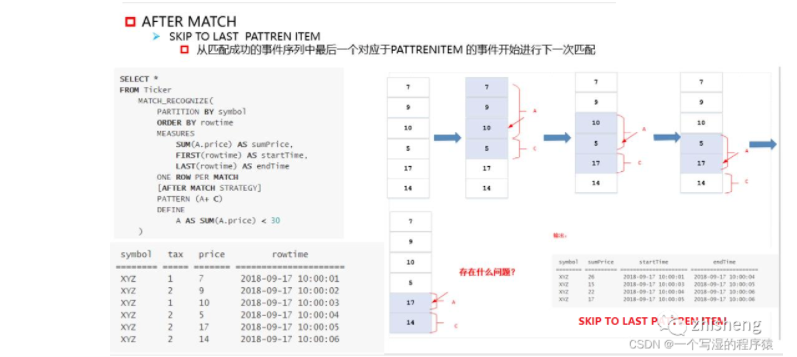 AFTER MATCH
SKIP TO LAST PATTREN ITEM
从匹配成功的事件序列中最后一个对应于PATTRENITEM 的事件开始进行下一次匹配
SELECT *
FROM Ticker
MATCH_RECOGNIZE(
PARTITION BY symbol
ORDER BY rowtime
MEASURES
SUM(A.price) AS sumPrice,
FIRST(rowtime) AS startTime,
LAST(rowtime) AS endTime
ONE ROW PER MATCH
[AFTER MATCH STRATEGY]
PATTERN (A+ C)
DEFINE
A AS SUM(A.price) < 30
)
symbol tax price rowtime
======== ===== ======= =====================
XYZ 1 7 2018-09-17 10:00:01
XYZ 2 9 2018-09-17 10:00:02
XYZ 1 10 2018-09-17 10:00:03
XYZ 2 5 2018-09-17 10:00:04
XYZ 2 17 2018-09-17 10:00:05
XYZ 2 14 2018-09-17 10:00:06
7
9
10
5
17
14
7
9
10
5
17
14
A
C
7
9
10
5
17
14
A
C
7
9
10
5
17
14
A
C
7
9
10
5
17
14
A
C
存在什么问题?
输出:
symbol sumPrice startTime endTime
XYZ 26 2018-09-17 10:00:01 2018-09-17 10:00:04
XYZ 15 2018-09-17 10:00:03 2018-09-17 10:00:05
XYZ 22 2018-09-17 10:00:04 2018-09-17 10:00:06
XYZ 17 2018-09-17 10:00:05 2018-09-17 10:00:06
SKIP TO LAST PATTREN ITEM
zhisheng
CSDN @一个写湿的程序猿